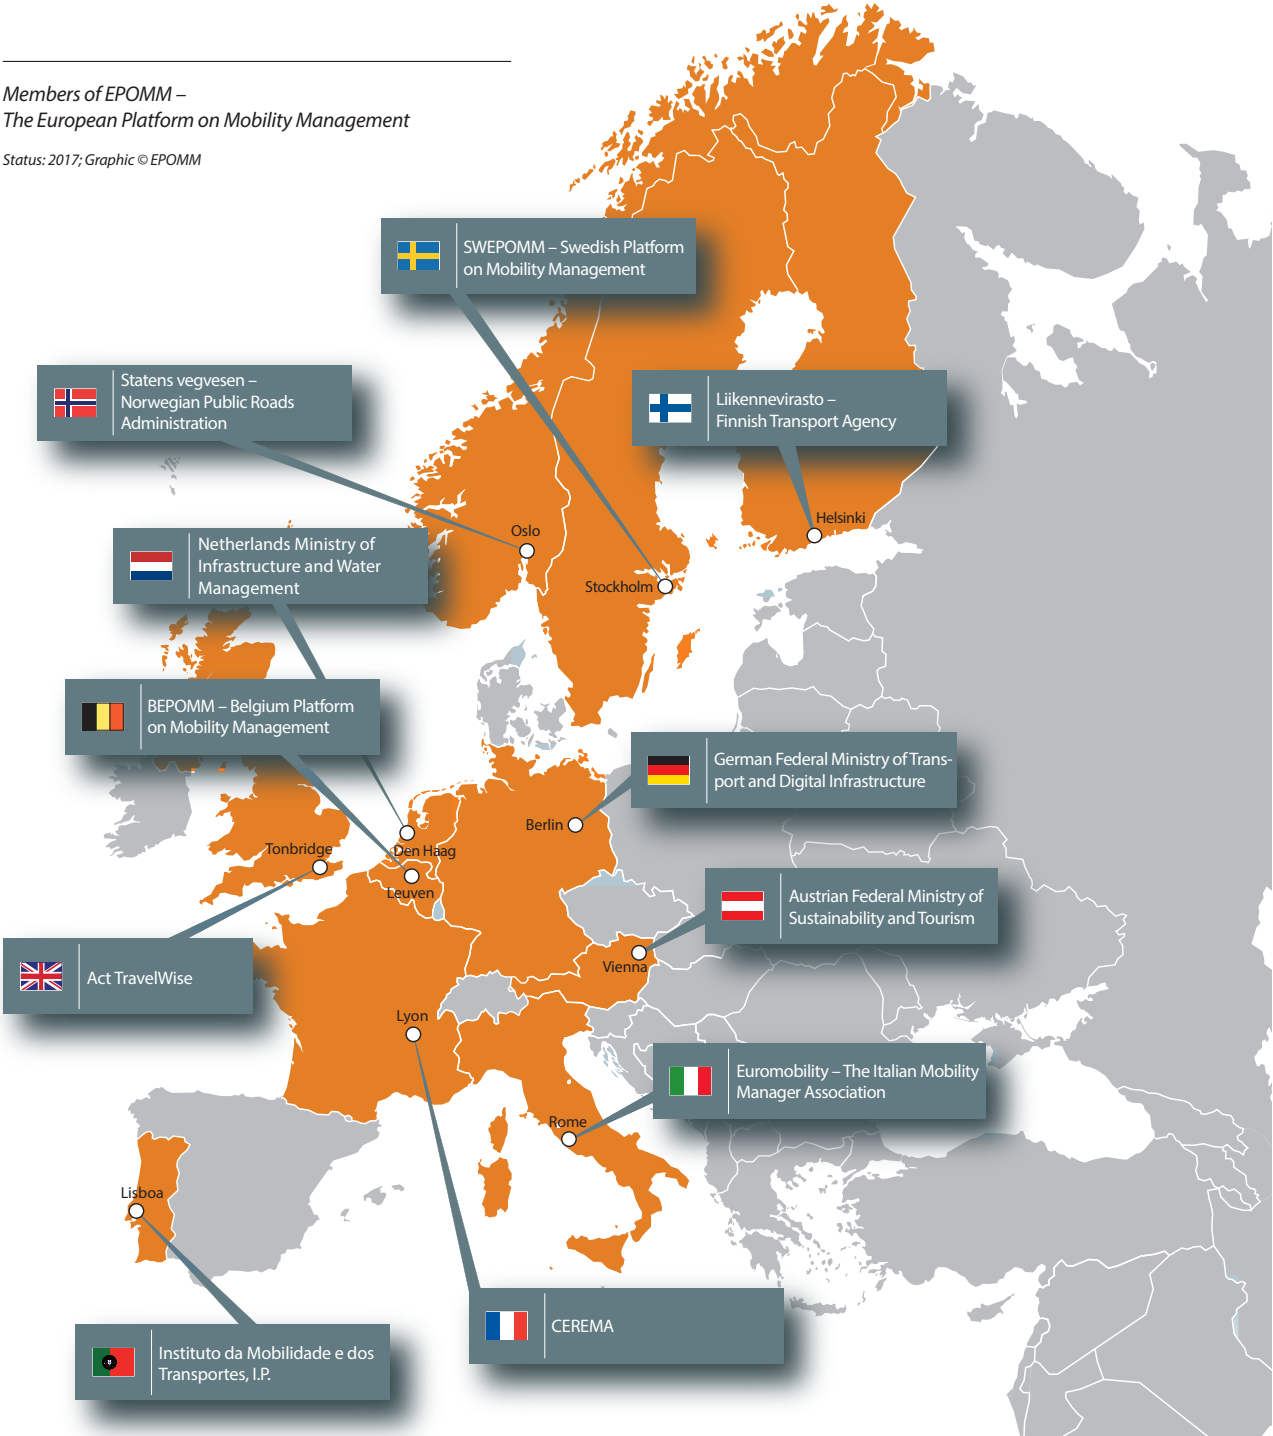 Members of EPOMM –
The European Platform on Mobility Management
Status: 2017; Graphic © EPOMM
SWEPOMM – Swedish Platform
on Mobility Management
Statens vegvesen –
Norwegian Public Roads
Administration
Liikennevirasto –
Finnish Transport Agency
Helsinki
Oslo
Netherlands Ministry of
Infrastructure and Water
Management
Stockholm
BEPOMM – Belgium Platform
on Mobility Management
German Federal Ministry of Trans-
port and Digital Infrastructure
Berlin
Tonbridge
Den Haag
Leuven
Austrian Federal Ministry of
Sustainability and Tourism
Vienna
Act TravelWise
Lyon
Euromobility – The Italian Mobility
Manager Association
Rome
Lisboa
CEREMA
Instituto da Mobilidade e dos
Transportes, I.P.